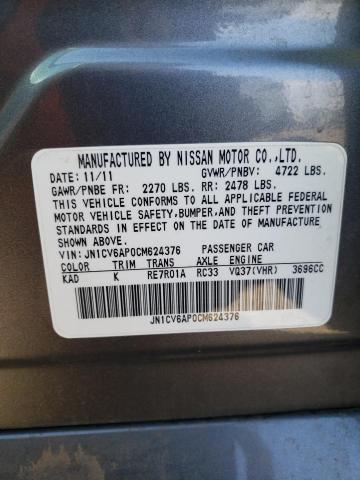 MANUFACTURED BY NISSAN MOTOR CO.,LTD.
DATE: 11/11 GVWR/PNBV: 4722 LBS.
GAWR/PNBE FR: 2270 LBS. RR: 2478 LBS.
THIS VEHICLE CONFORMS TO ALL APPLICABLE FEDERAL
MOTOR VEHICLE SAFETY,BUMPER,AND THEFT PREVENTION
STANDARDS IN EFFECT ON THE DATE OF MANUFACTURE
SHOWN ABOVE.
VIN: JN1CV6AP0CM624376 PASSENGER CAR
COLOR TRIM TRANS AXLE ENGINE
KAD K RE7R01A RC33 VQ37(VHR) 3696CC
JN1CV6AP0CM624376